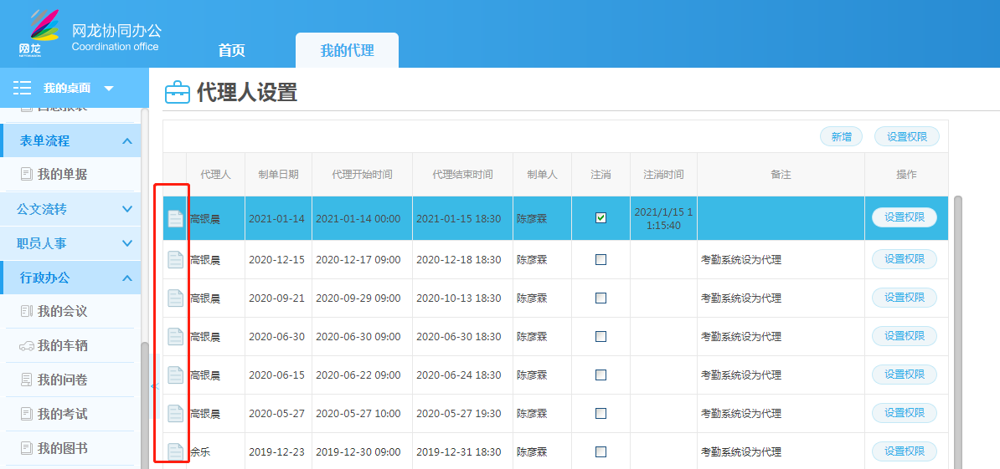 网龙
网龙协同办公
Coordination office
首页
我的代理
我的桌面
表单流程
我的单据
公文流转
职员人事
行政办公
我的会议
我的车辆
我的问卷
我的考试
我的图书
代理人设置
新增 设置权限
代理人 制单日期 代理开始时间 代理结束时间 制单人 注消 注消时间 备注 操作
高银晨 2021-01-14 2021-01-14 00:00 2021-01-15 18:30 陈彦霖 2021/1/15 1
1:15:40 设置权限
高银晨 2020-12-15 2020-12-17 09:00 2020-12-18 18:30 陈彦霖 考勤系统设为代理 设置权限
高银晨 2020-09-21 2020-09-29 09:00 2020-10-13 18:30 陈彦霖 考勤系统设为代理 设置权限
高银晨 2020-06-30 2020-06-30 09:00 2020-06-30 18:30 陈彦霖 考勤系统设为代理 设置权限
高银晨 2020-06-15 2020-06-22 09:00 2020-06-24 18:30 陈彦霖 考勤系统设为代理 设置权限
高银晨 2020-05-27 2020-05-27 10:00 2020-05-27 19:30 陈彦霖 考勤系统设为代理 设置权限
余乐 2019-12-23 2019-12-30 09:00 2019-12-31 18:30 陈彦霖 考勤系统设为代理 设置权限